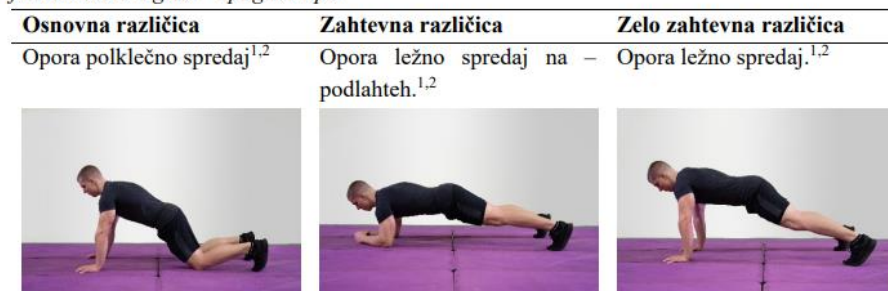 Osnovna različica Zahtevna različica Zelo zahtevna različica
Opora polklečno spredaj1,2 Opora ležno spredaj na – Opora ležno spredaj.1,2
podlahteh.1,2